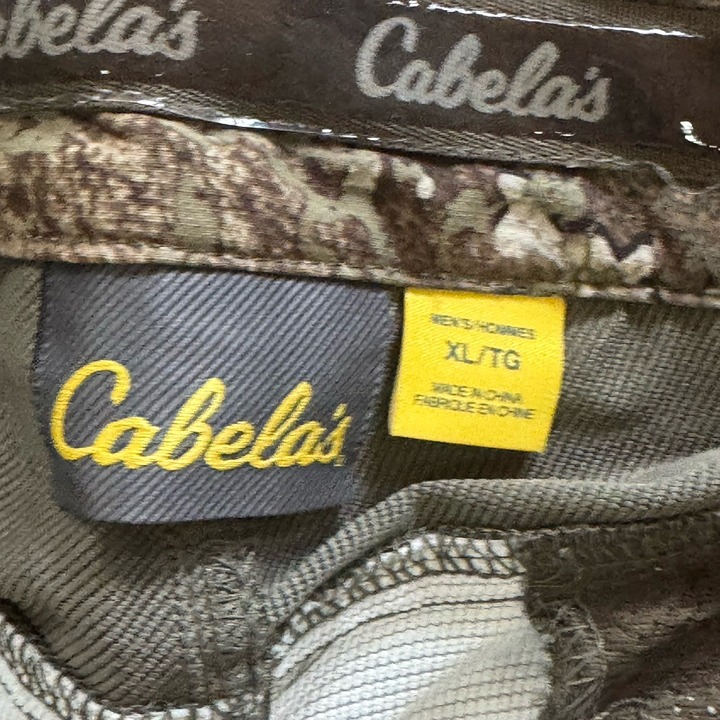 Cabela's
Cabela's
Cabela's
MEN'S/HOMMES
XL/TG
MADE IN CHINA
FABRIQUÉ EN CHINE